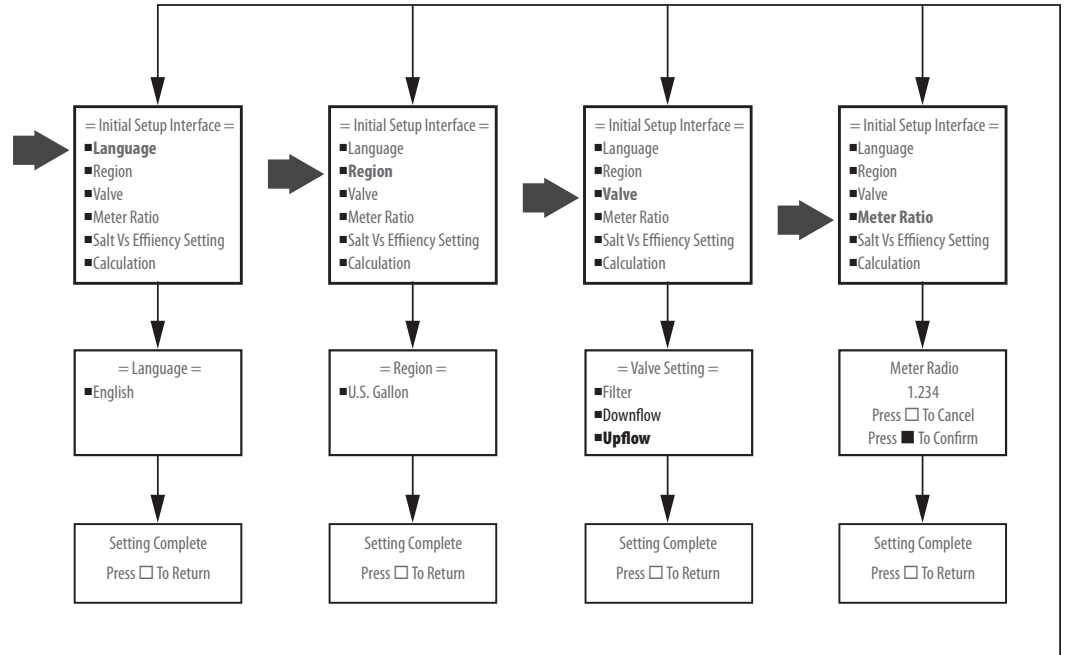 = Initial Setup Interface =
■Language
■Region
■Valve
■Meter Ratio
■Salt Vs Effiiency Setting
■Calculation
= Language =
■English
Setting Complete
Press □ To Return
= Initial Setup Interface =
■Language
■Region
■Valve
■Meter Ratio
■Salt Vs Effiiency Setting
■Calculation
= Region =
■U.S. Gallon
Setting Complete
Press □ To Return
= Initial Setup Interface =
■Language
■Region
■Valve
■Meter Ratio
■Salt Vs Effiiency Setting
■Calculation
= Valve Setting =
■Filter
■Downflow
■Upflow
Setting Complete
Press □ To Return
= Initial Setup Interface =
■Language
■Region
■Valve
■Meter Ratio
■Salt Vs Effiiency Setting
■Calculation
Meter Radio
1.234
Press □ To Cancel
Press ■ To Confirm
Setting Complete
Press □ To Return